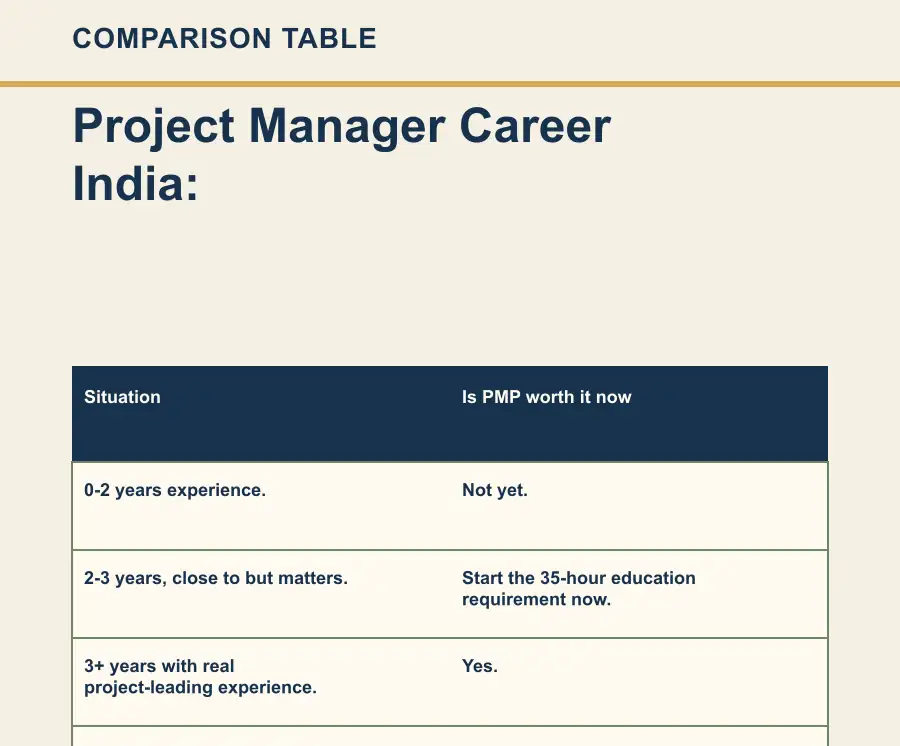 COMPARISON TABLE
Project Manager Career
India:
Situation
Is PMP worth it now
0-2 years experience.
Not yet.
2-3 years, close to but matters.
Start the 35-hour education
requirement now.
3+ years with real
project-leading experience.
Yes.